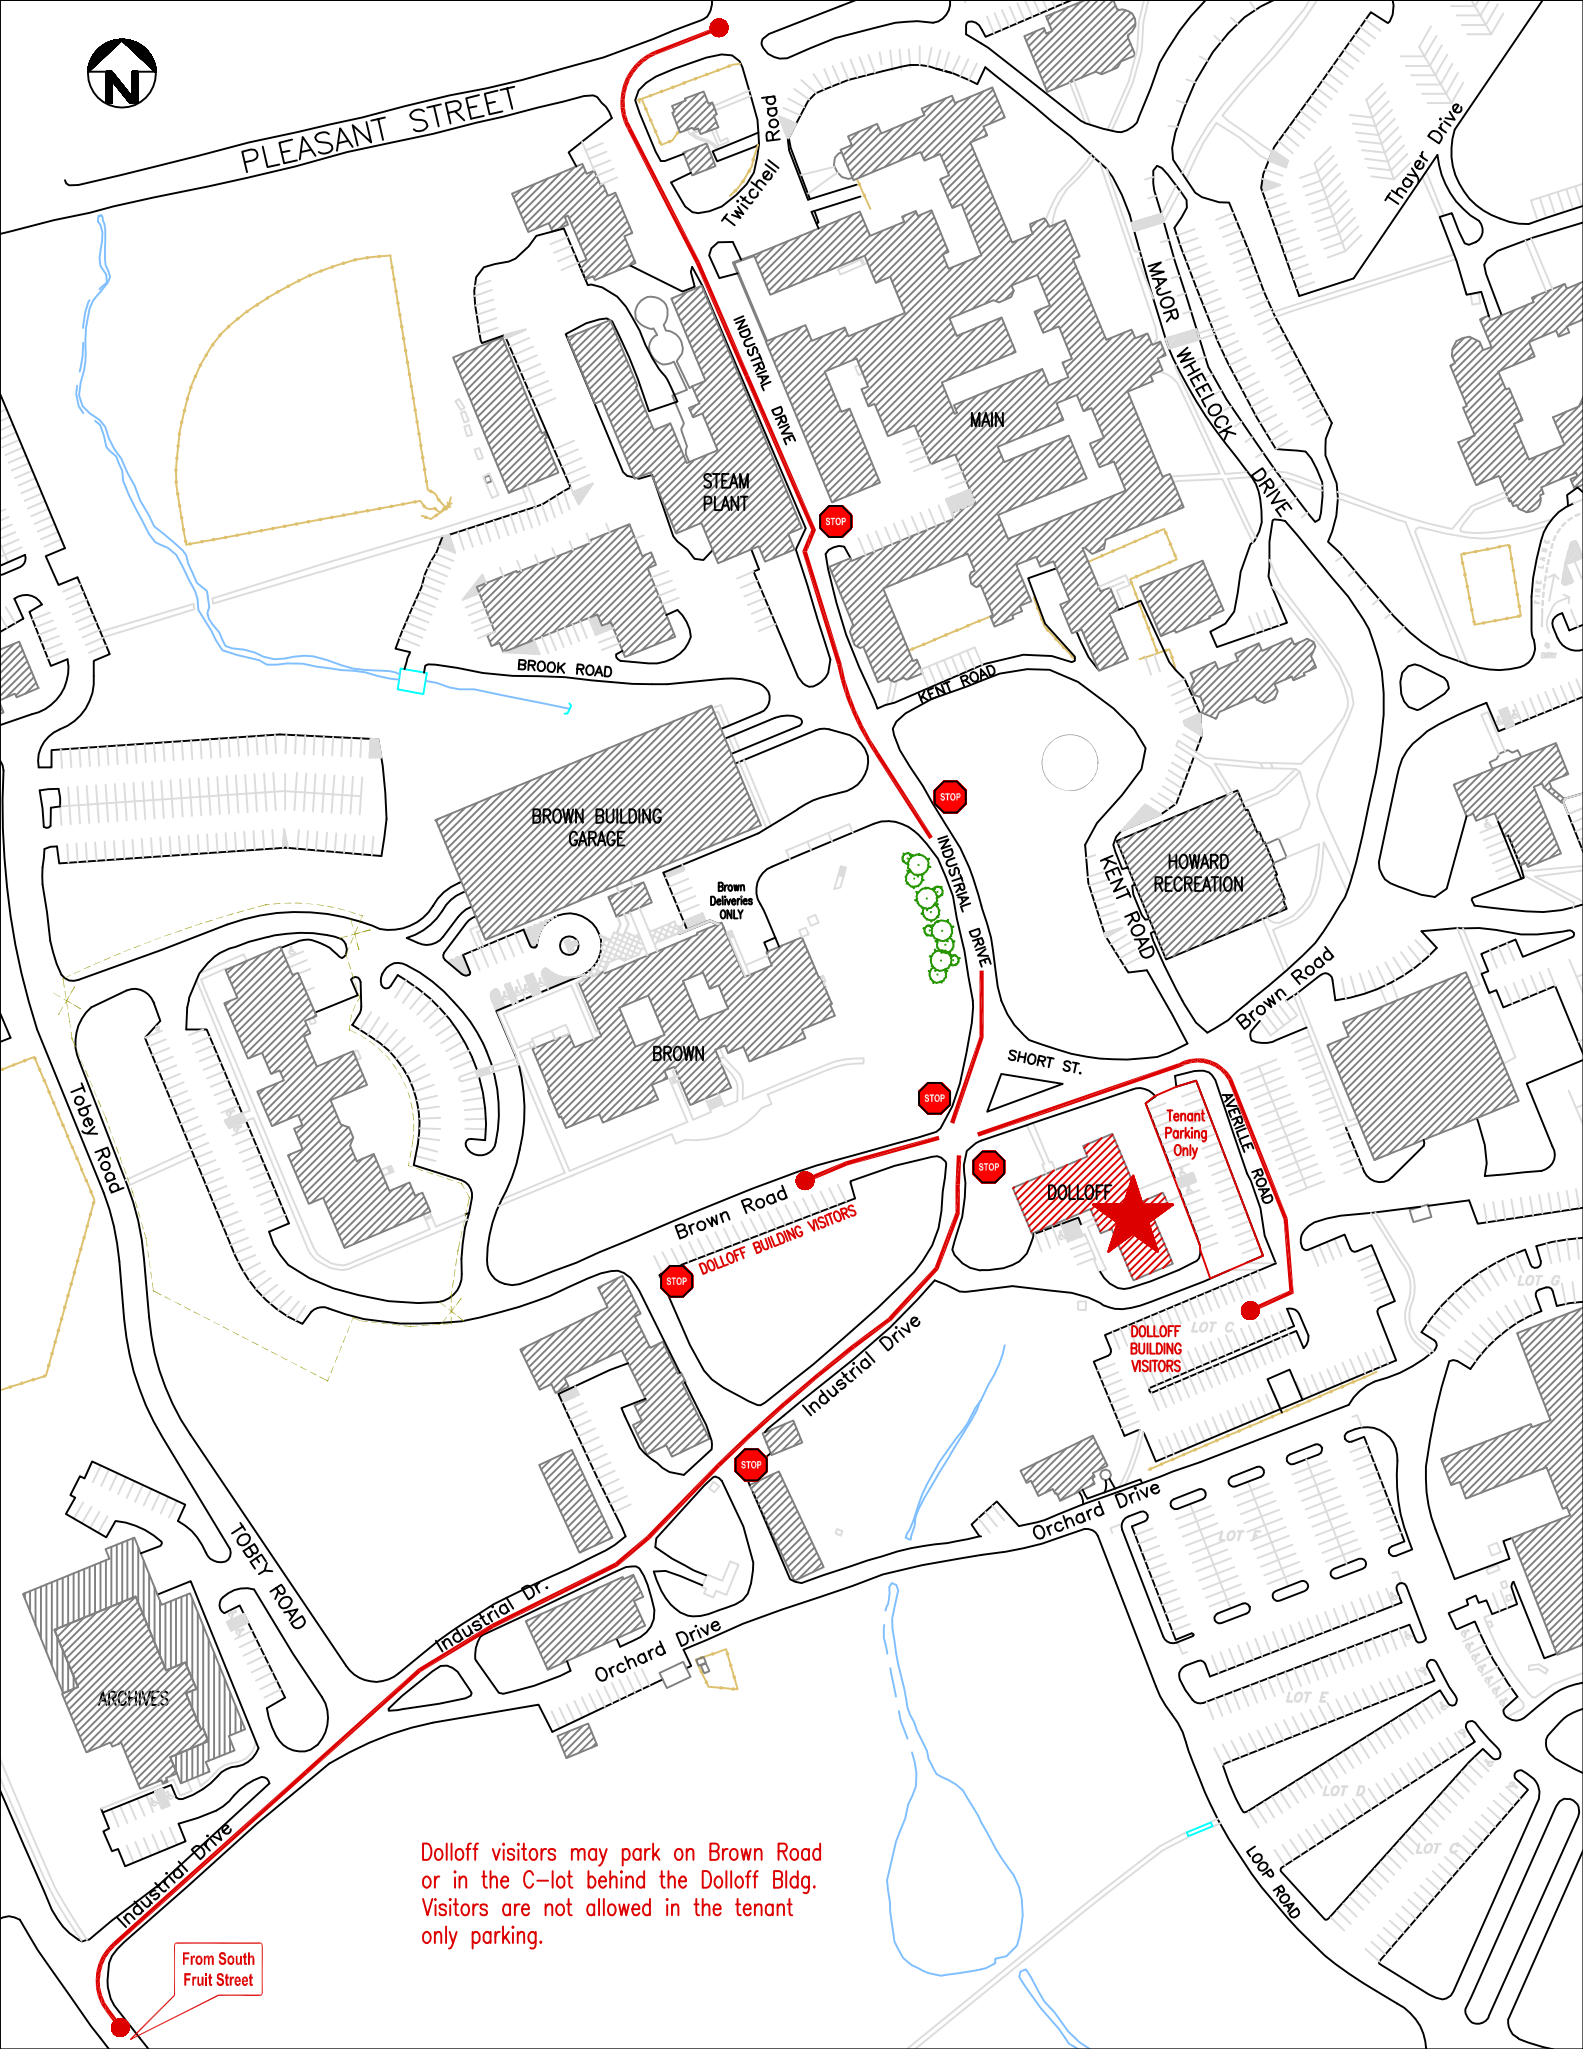 N
PLEASANT STREET
Twitchell Road
Thayer Drive
MAJOR WHEELOCK DRIVE
INDUSTRIAL DRIVE
MAIN
STEAM
PLANT
STOP
BROOK ROAD
KENT ROAD
STOP
BROWN BUILDING
GARAGE
INDUSTRIAL DRIVE
HOWARD
RECREATION
KENT ROAD
Brown
Deliveries
ONLY
Brown Road
BROWN
SHORT ST.
STOP
Tobey Road
Tenant
Parking
Only
AVERILLE ROAD
STOP
DOLLOFF
Brown Road
DOLLOFF BUILDING VISITORS
STOP
LOT G
LOT C
DOLLOFF
BUILDING
VISITORS
Industrial Drive
STOP
Orchard Drive
LOT F
TOBEY ROAD
Industrial Dr.
Orchard Drive
ARCHIVES
LOT E
LOT D
LOT C
Industrial Drive
LOOP ROAD
Dolloff visitors may park on Brown Road
or in the C-lot behind the Dolloff Bldg.
Visitors are not allowed in the tenant
only parking.
From South
Fruit Street